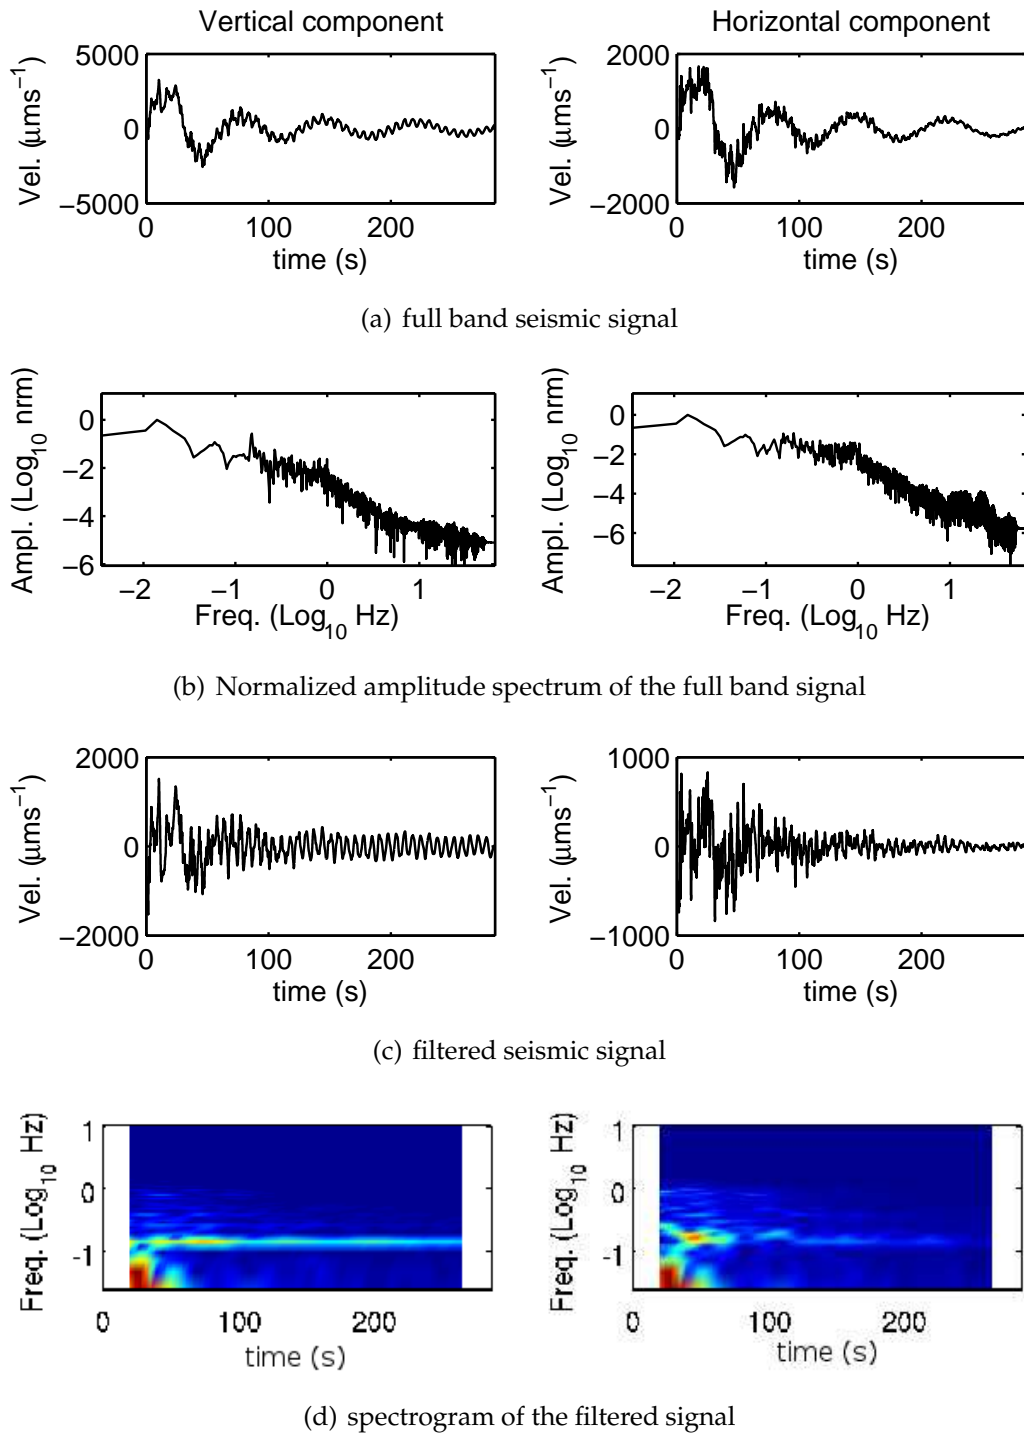 Vertical component Horizontal component
5000 0 −5000 Vel. (μms−1) 0 100 200 time (s)
2000 0 −2000 Vel. (μms−1) 0 100 200 time (s)
(a) full band seismic signal
0 −2 −4 −6 Ampl. (Log10 nrm) −2 −1 0 1 Freq. (Log10 Hz)
0 −2 −4 −6 Ampl. (Log10 nrm) −2 −1 0 1 Freq. (Log10 Hz)
(b) Normalized amplitude spectrum of the full band signal
2000 0 −2000 Vel. (μms−1) 0 100 200 time (s)
1000 0 −1000 Vel. (μms−1) 0 100 200 time (s)
(c) filtered seismic signal
1 0 -1 Freq. (Log10 Hz) 0 100 200 time (s)
1 0 -1 Freq. (Log10 Hz) 0 100 200 time (s)
(d) spectrogram of the filtered signal